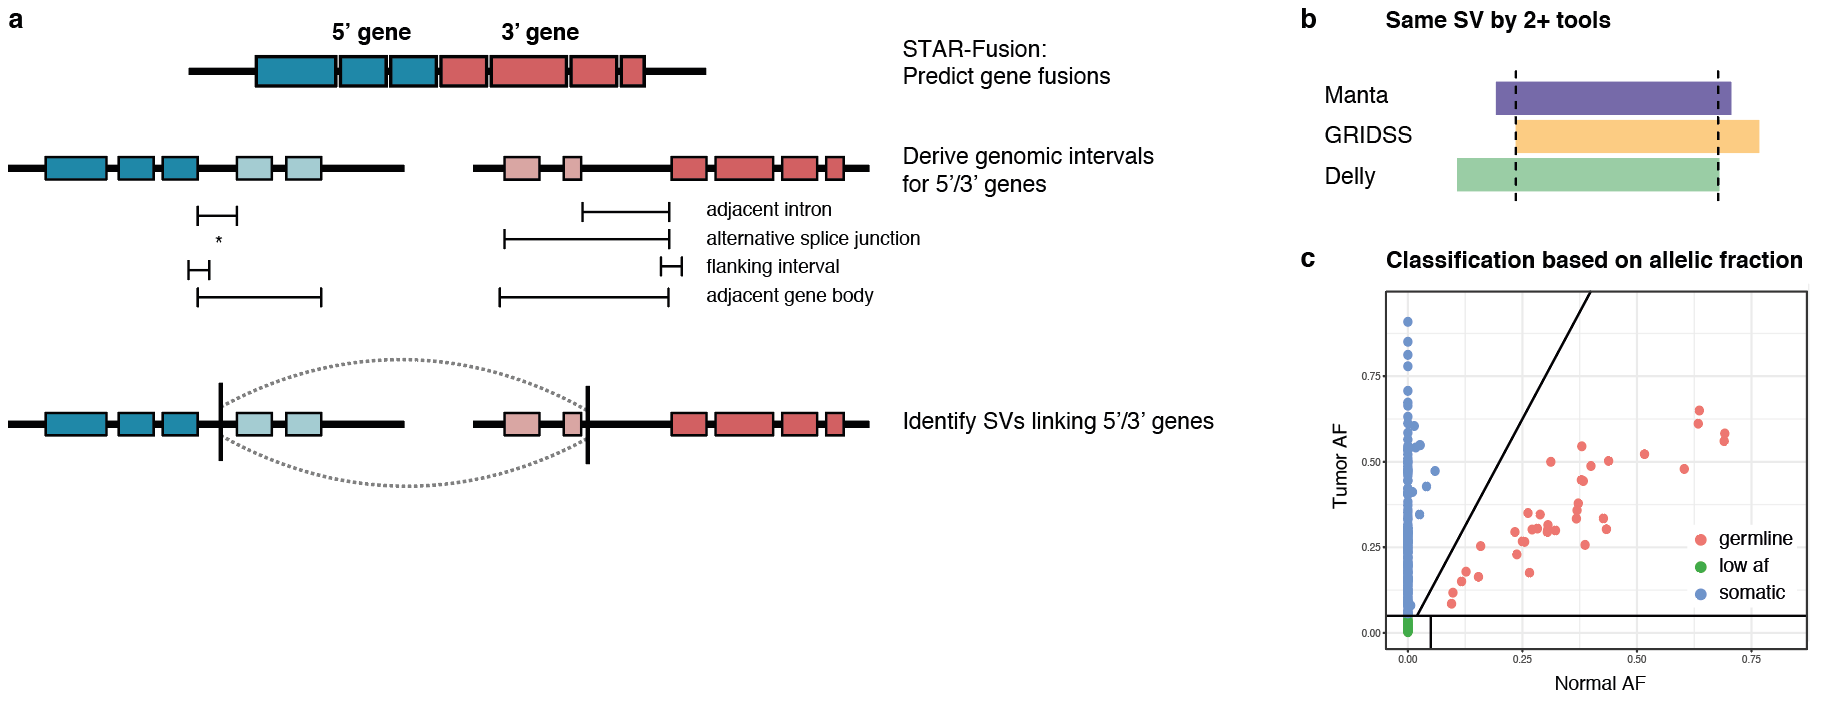 a
5’ gene
3’ gene
STAR-Fusion:
Predict gene fusions
Derive genomic intervals
for 5’/3’ genes
adjacent intron
alternative splice junction
*
flanking interval
adjacent gene body
Identify SVs linking 5’/3’ genes
b
Same SV by 2+ tools
Manta
GRIDSS
Delly
c
Classification based on allelic fraction
Tumor AF
0.75
0.50
0.25
0.00
germline
low af
somatic
0.00
0.25
0.50
0.75
Normal AF